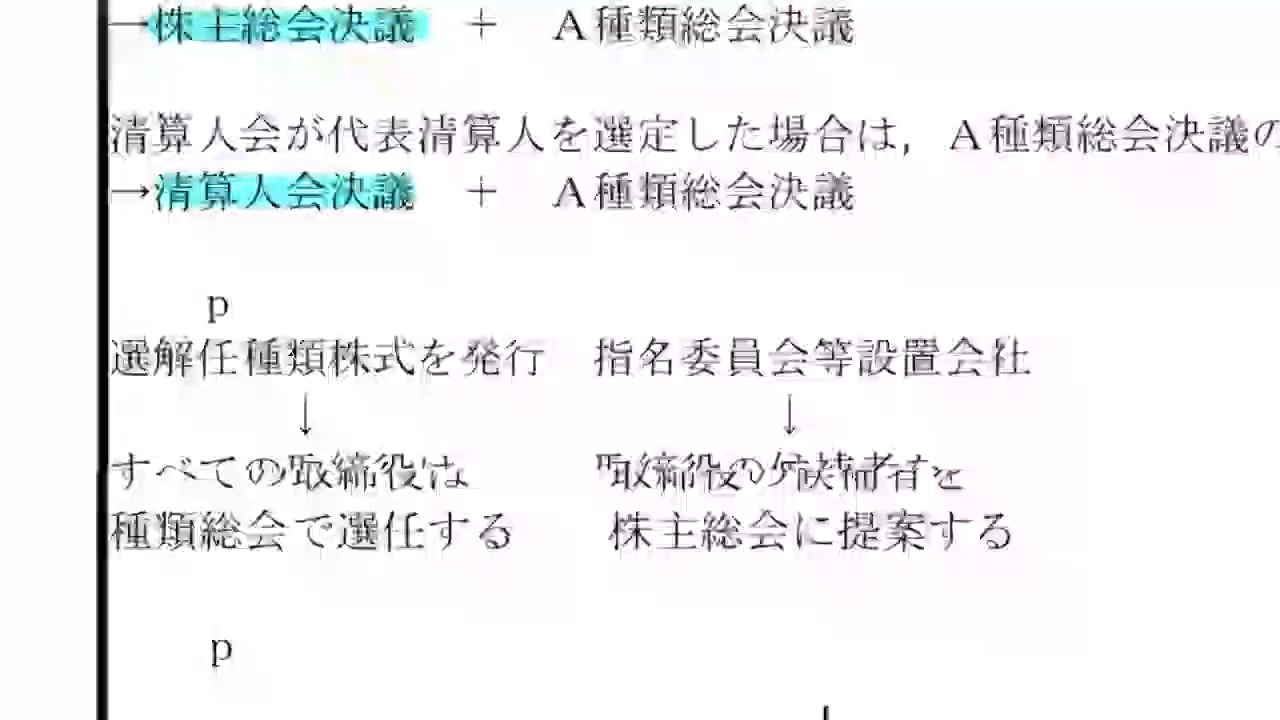 →株主総会決議 + A種類総会決議
清算人会が代表清算人を選定した場合は，A種類総会決議の
→清算人会決議 + A種類総会決議
p
選解任種類株式を発行 指名委員会等設置会社
↓ ↓
すべての取締役は 取締役の候補者を
種類総会で選任する 株主総会に提案する
p